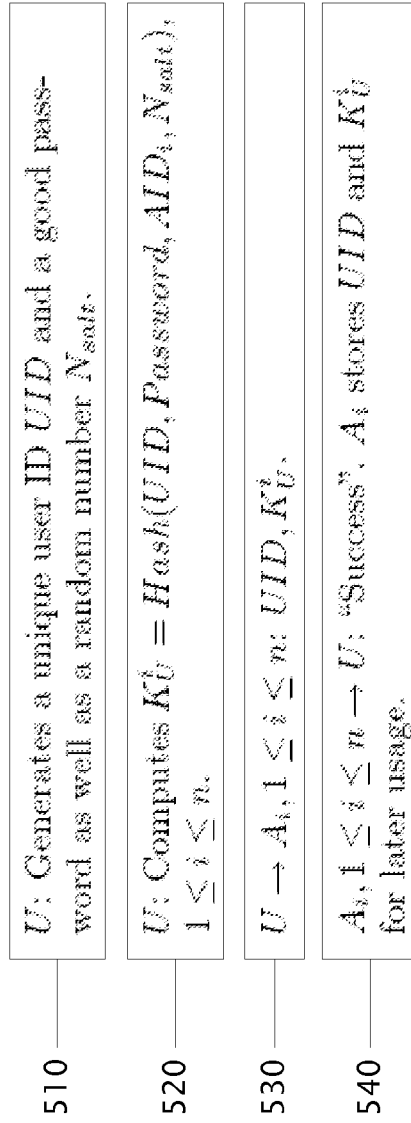 510
U: Generates a unique user ID UID and a good pass-
word as well as a random number N_salt.
520
U: Computes K_U^i = Hash(UID, Password, AID_i, N_salt),
1 ≤ i ≤ n.
530
U → A_i, 1 ≤ i ≤ n: UID, K_U^i.
540
A_i, 1 ≤ i ≤ n → U: "Success". A_i stores UID and K_U^i
for later usage.